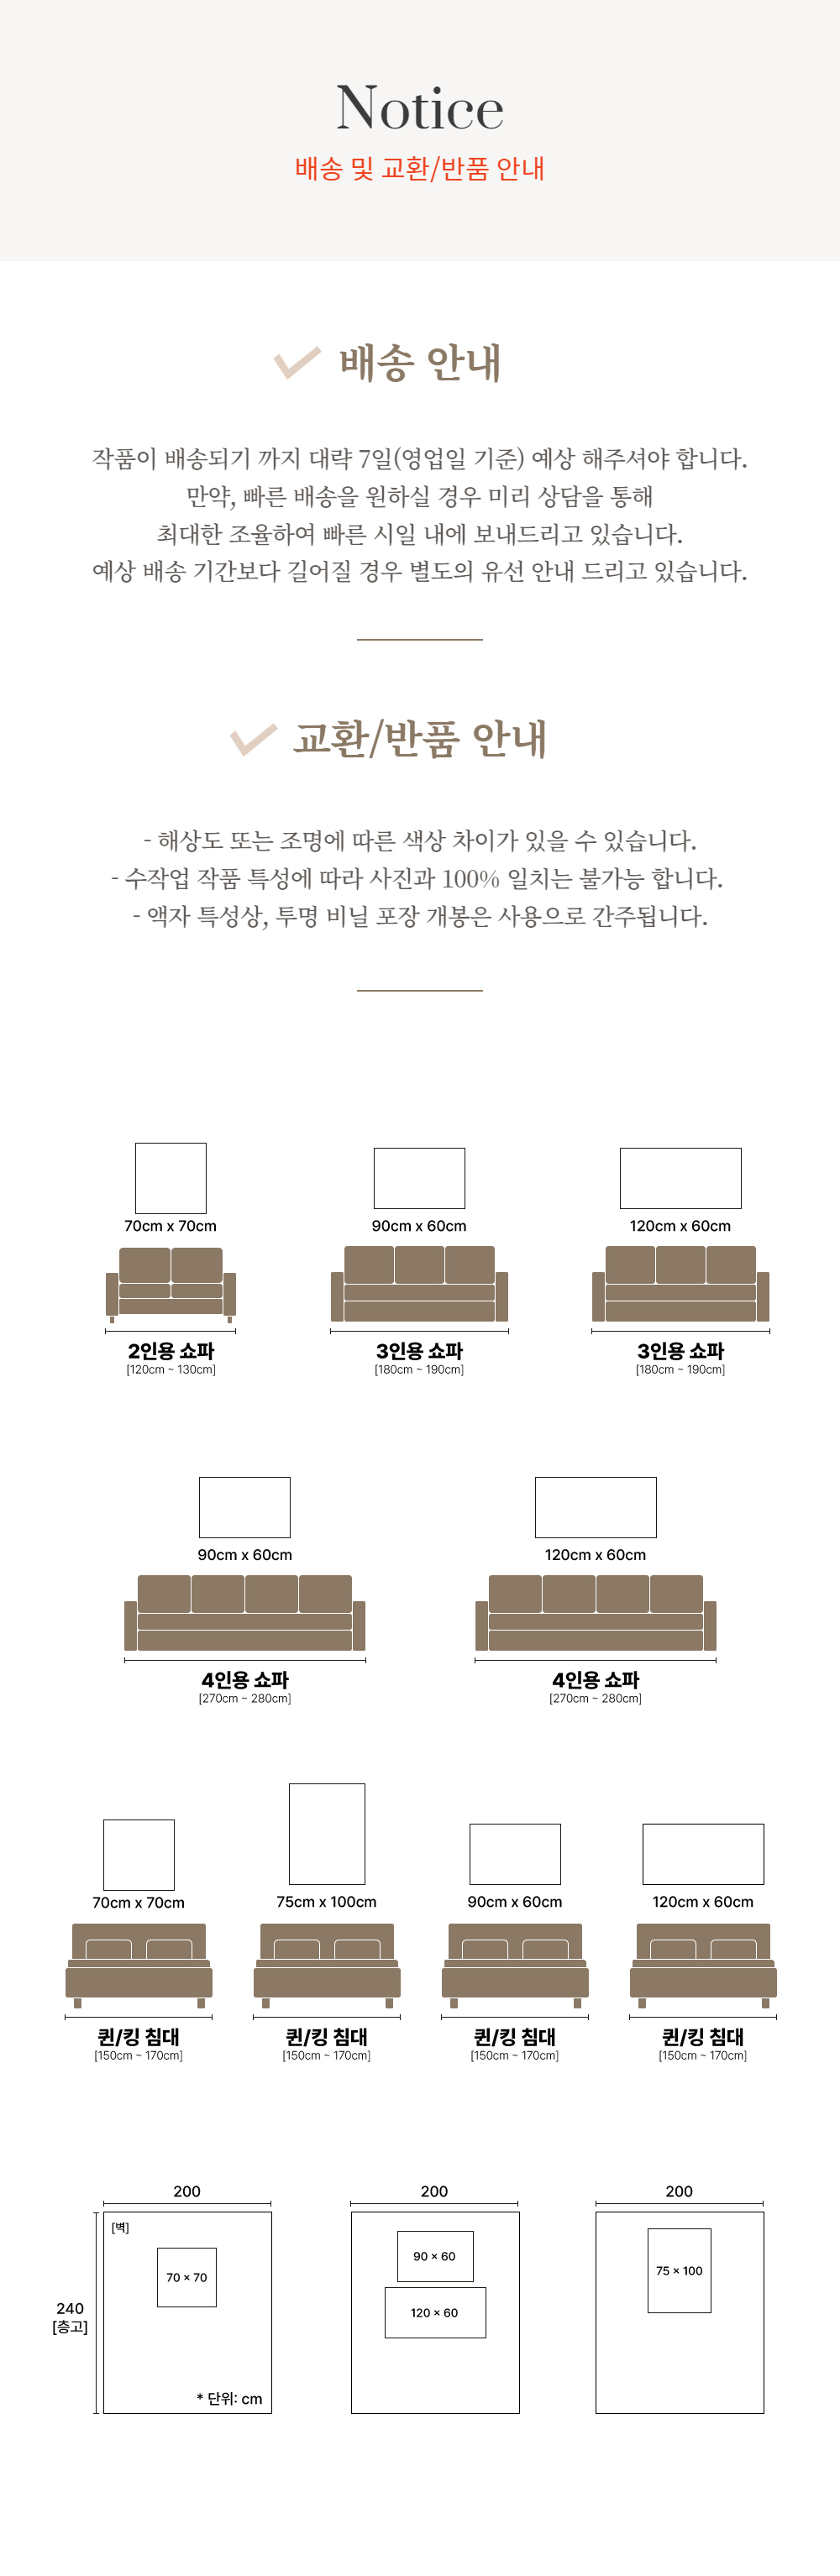 Notice
배송 및 교환/반품 안내
배송 안내
작품이 배송되기 까지 대략 7일(영업일 기준) 예상 해주셔야 합니다.
만약, 빠른 배송을 원하실 경우 미리 상담을 통해
최대한 조율하여 빠른 시일 내에 보내드리고 있습니다.
예상 배송 기간보다 길어질 경우 별도의 유선 안내 드리고 있습니다.
교환/반품 안내
- 해상도 또는 조명에 따른 색상 차이가 있을 수 있습니다.
- 수작업 작품 특성에 따라 사진과 100% 일치는 불가능 합니다.
- 액자 특성상, 투명 비닐 포장 개봉은 사용으로 간주됩니다.
70cm x 70cm 90cm x 60cm 120cm x 60cm
2인용 쇼파 3인용 쇼파 3인용 쇼파
[120cm ~ 130cm] [180cm ~ 190cm] [180cm ~ 190cm]
90cm x 60cm 120cm x 60cm
4인용 쇼파 4인용 쇼파
[270cm ~ 280cm] [270cm ~ 280cm]
70cm x 70cm 75cm x 100cm 90cm x 60cm 120cm x 60cm
퀸/킹 침대 퀸/킹 침대 퀸/킹 침대 퀸/킹 침대
[150cm ~ 170cm] [150cm ~ 170cm] [150cm ~ 170cm] [150cm ~ 170cm]
200 200 200
[벽]
90 × 60
75 × 100
70 × 70
240
[층고]
120 × 60
* 단위: cm